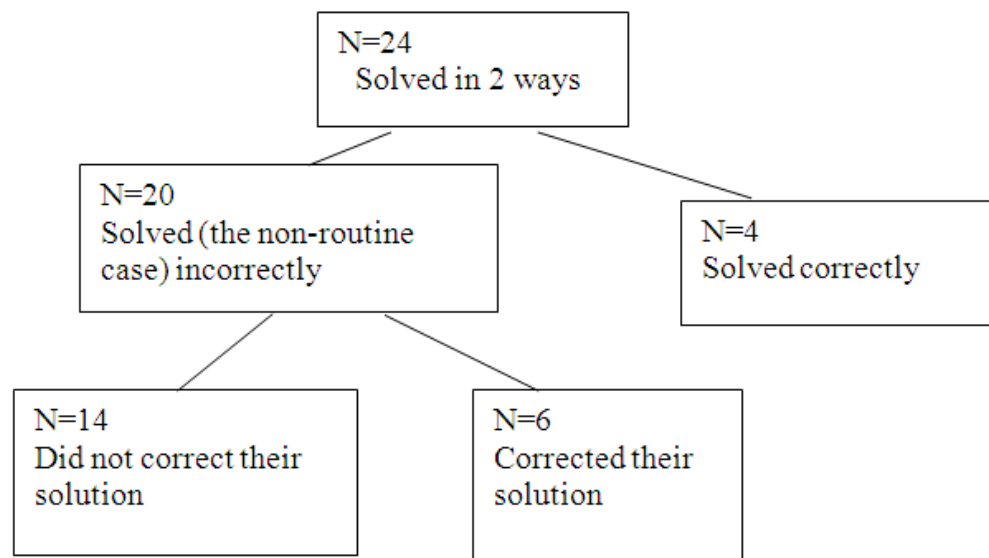 N=24
Solved in 2 ways
N=20
Solved (the non-routine
case) incorrectly
N=4
Solved correctly
N=14
Did not correct their
solution
N=6
Corrected their
solution